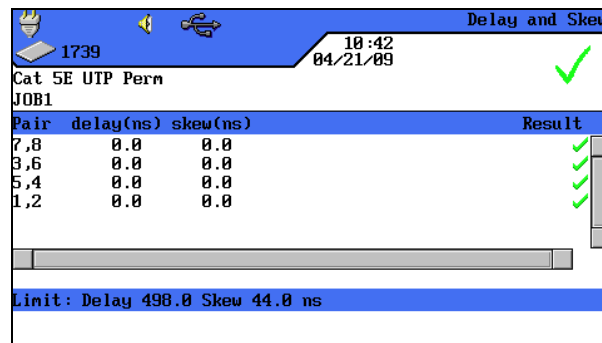 Delay and Skew
1739
10:42
04/21/09
Cat 5E UTP Perm
JOB1
Pair delay(ns) skew(ns) Result
7,8 0.0 0.0
3,6 0.0 0.0
5,4 0.0 0.0
1,2 0.0 0.0
Limit: Delay 498.0 Skew 44.0 ns